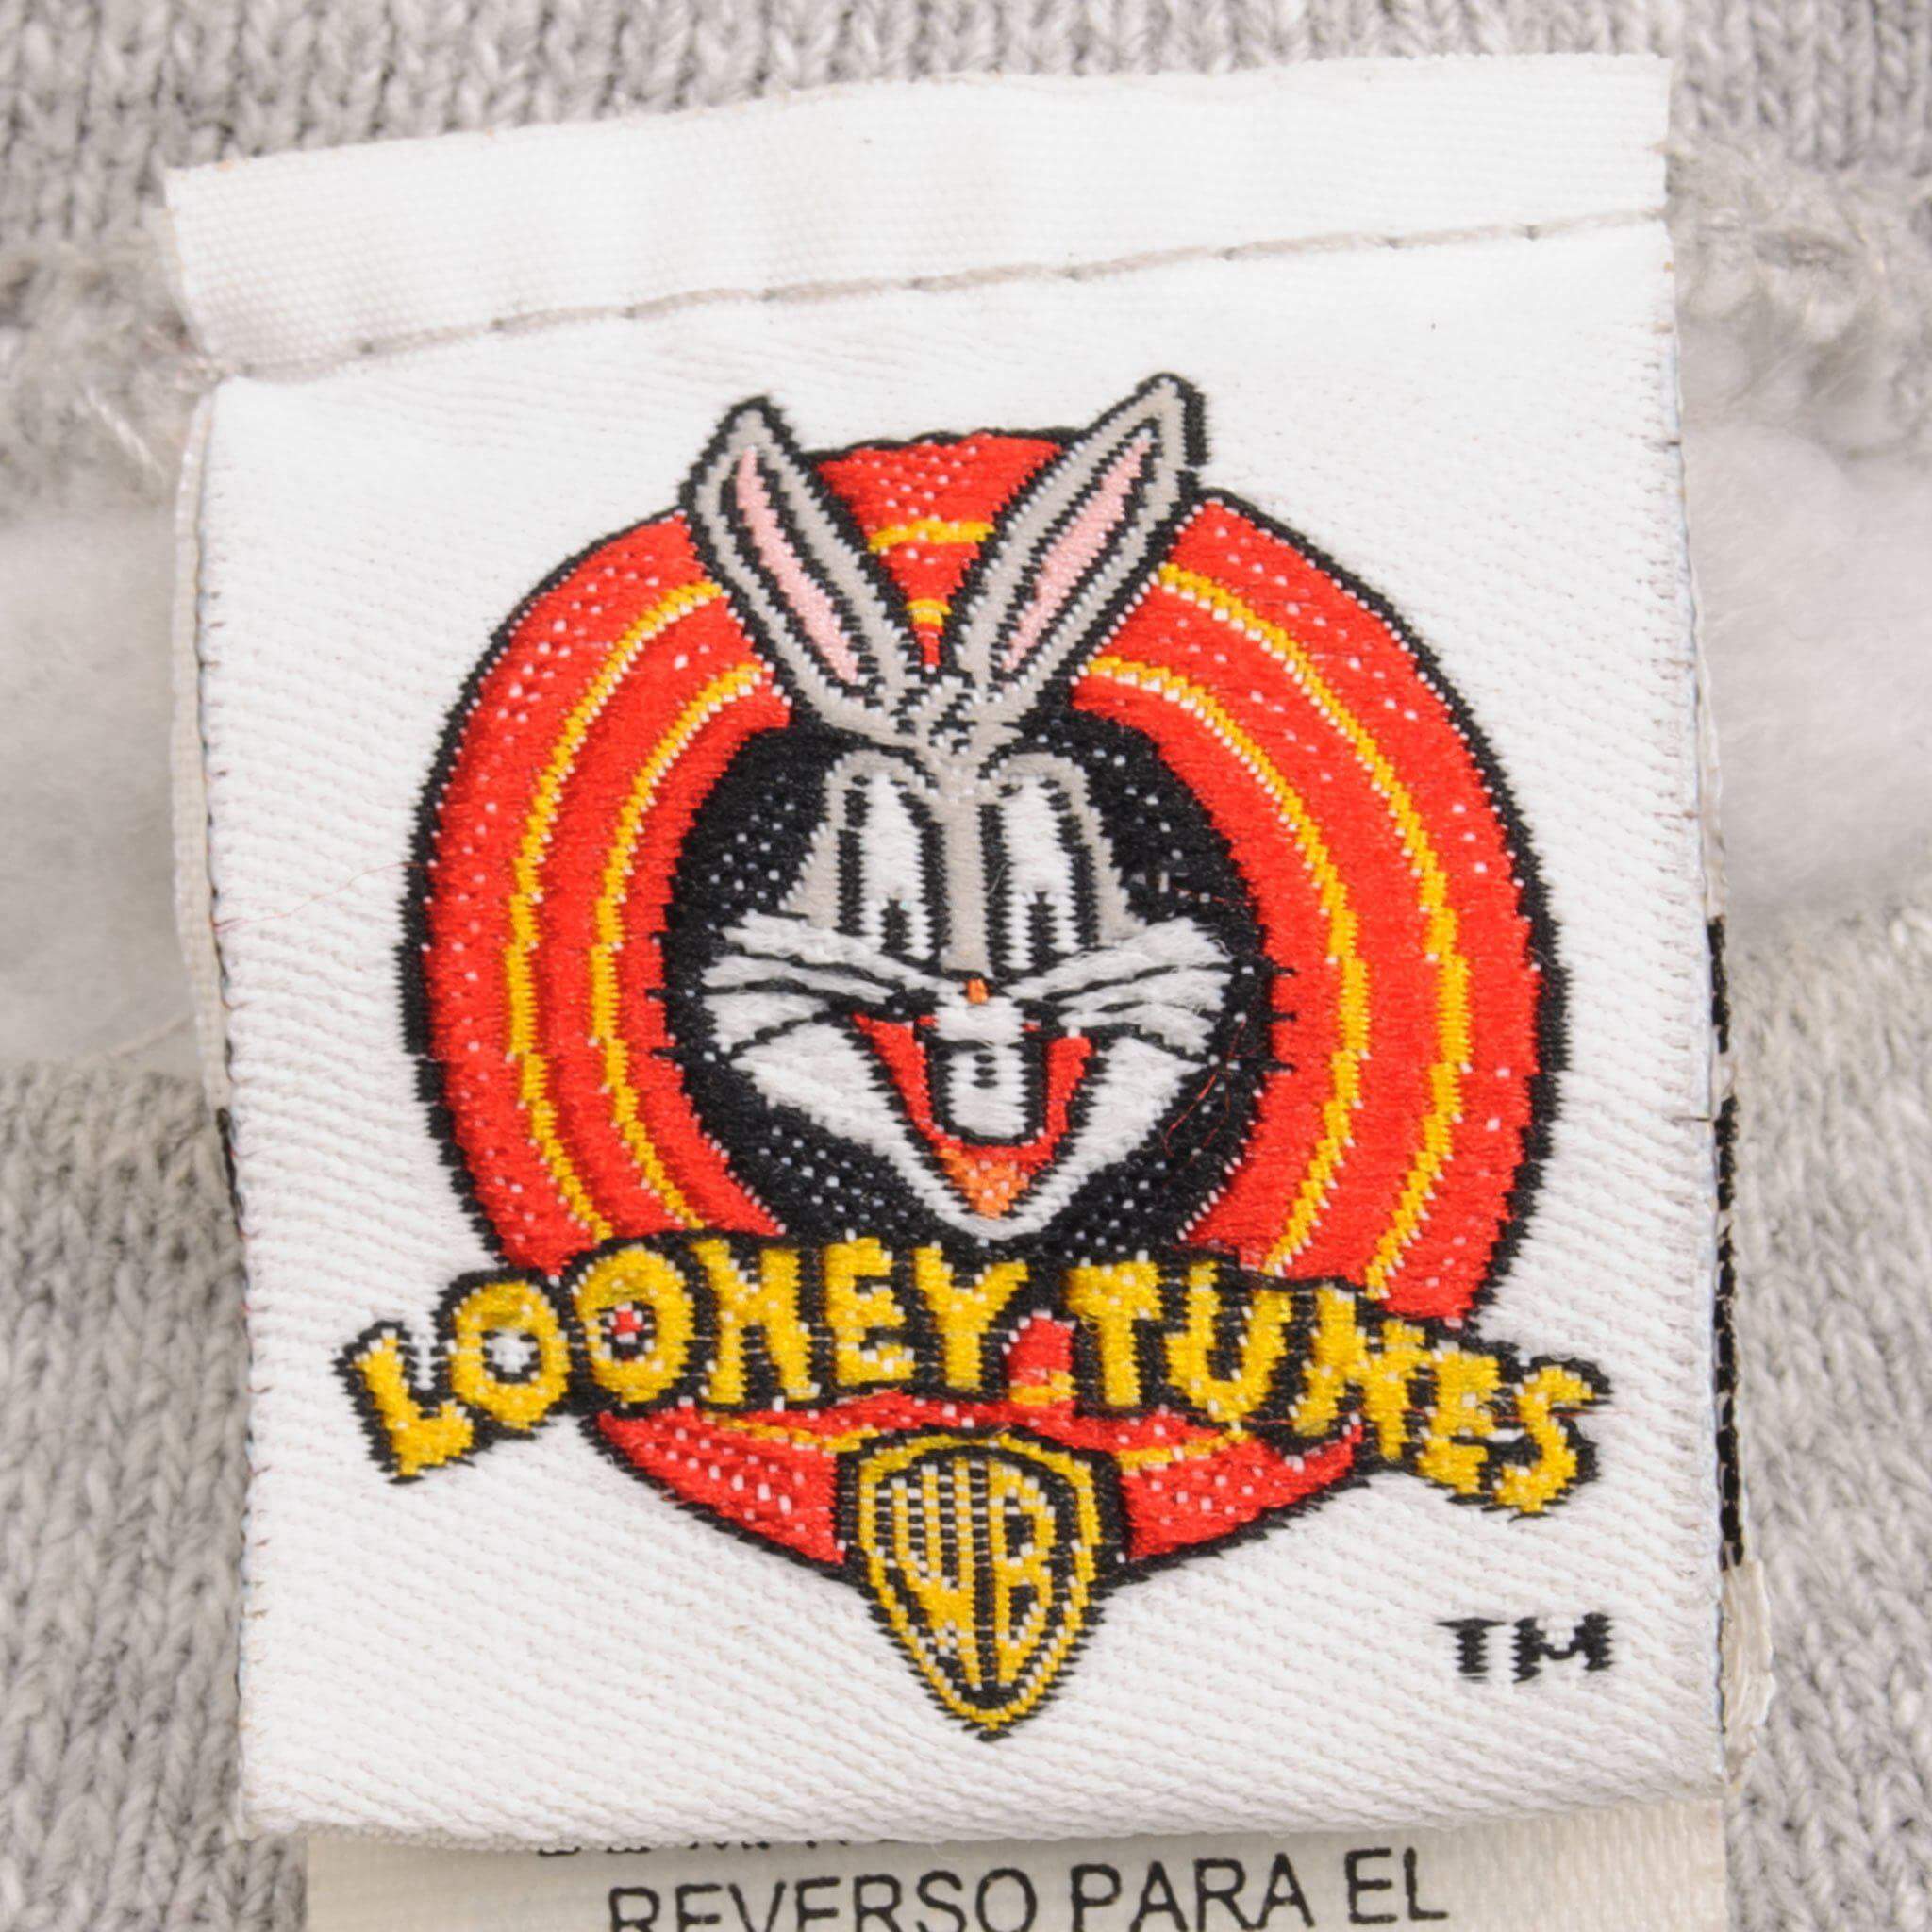 LOONEY TUNES
WB
TM
REVERSO PARA EL